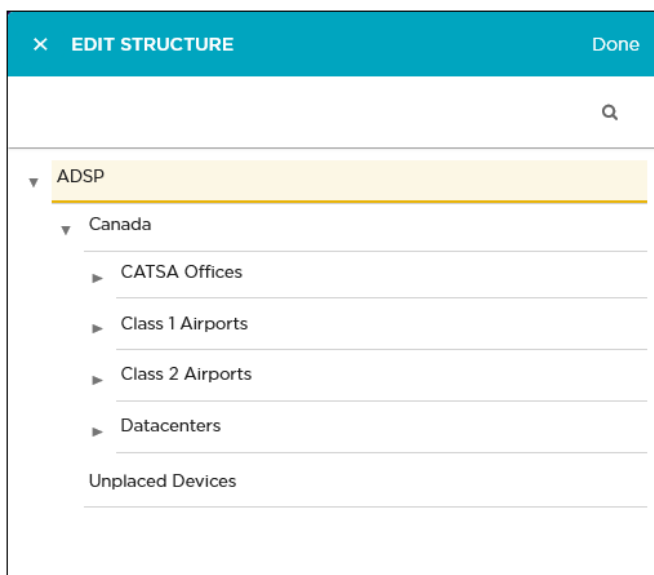 × EDIT STRUCTURE Done
ADSP
Canada
CATSA Offices
Class 1 Airports
Class 2 Airports
Datacenters
Unplaced Devices